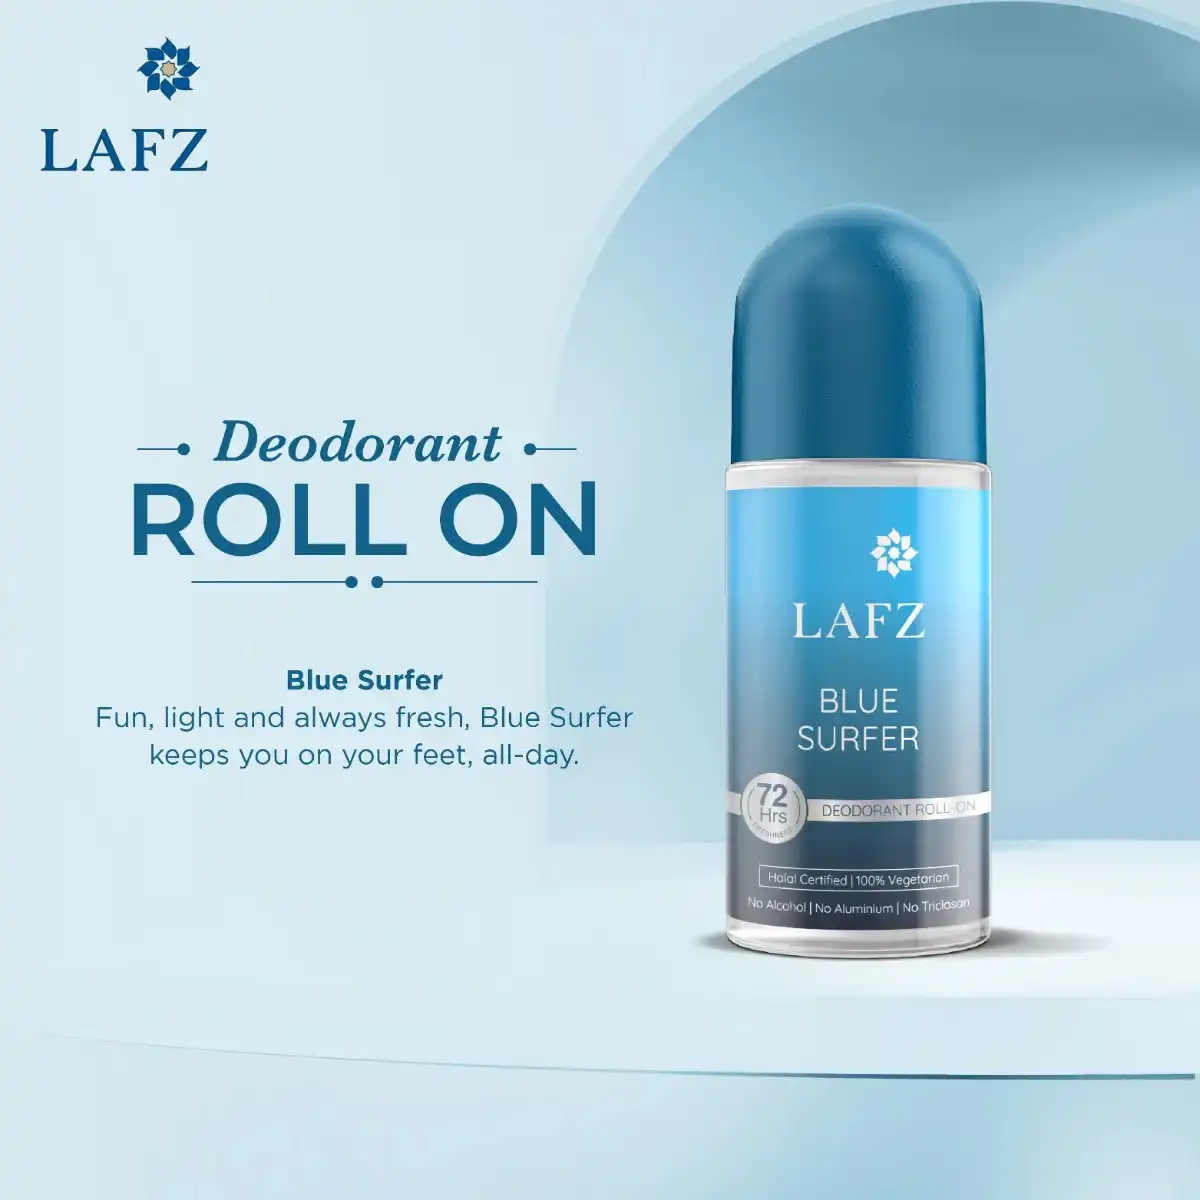 LAFZ
Deodorant
ROLL ON
Blue Surfer
Fun, light and always fresh, Blue Surfer
keeps you on your feet, all-day.
LAFZ
BLUE
SURFER
72
Hrs
FRESHNESS
DEODORANT ROLL-ON
Halal Certified | 100% Vegetarian
No Alcohol | No Aluminium | No Triclosan